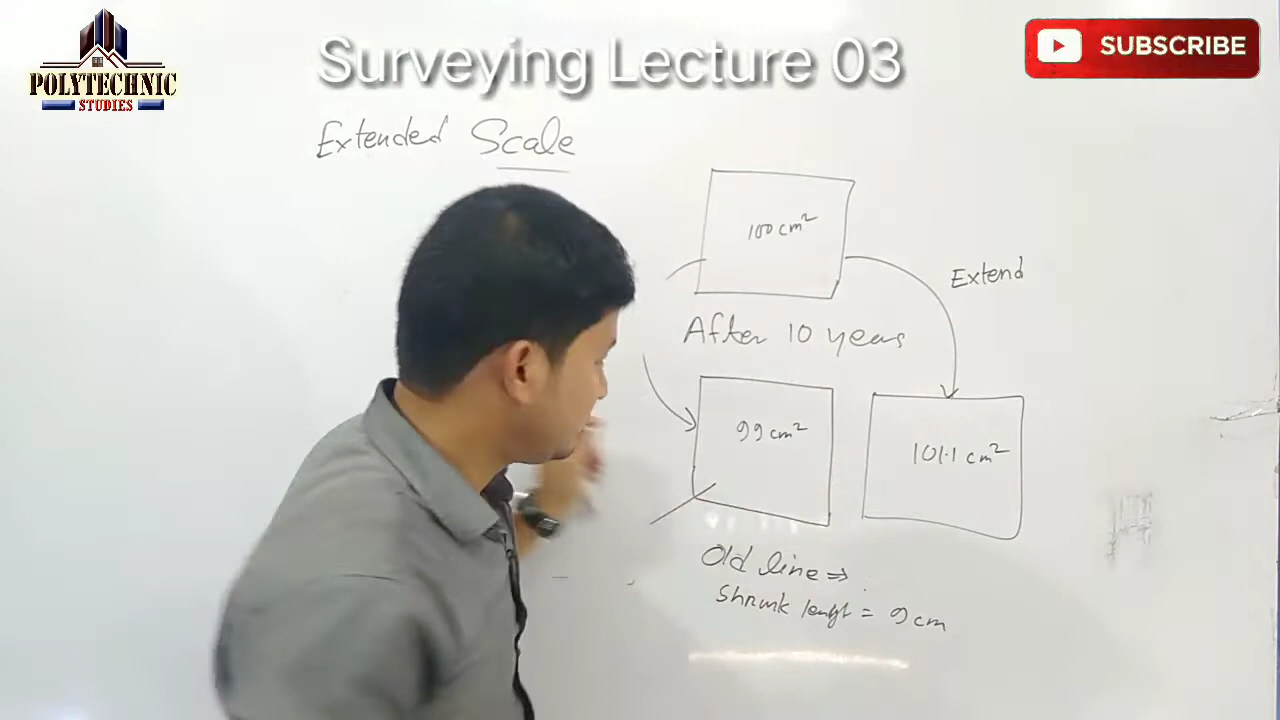 POLYTECHNIC
STUDIES
Surveying Lecture 03
SUBSCRIBE
Extended Scale
100 cm²
Extend
After 10 years
99 cm²
101.1 cm²
Old line ⇒
Shrunk lenght = 9 cm